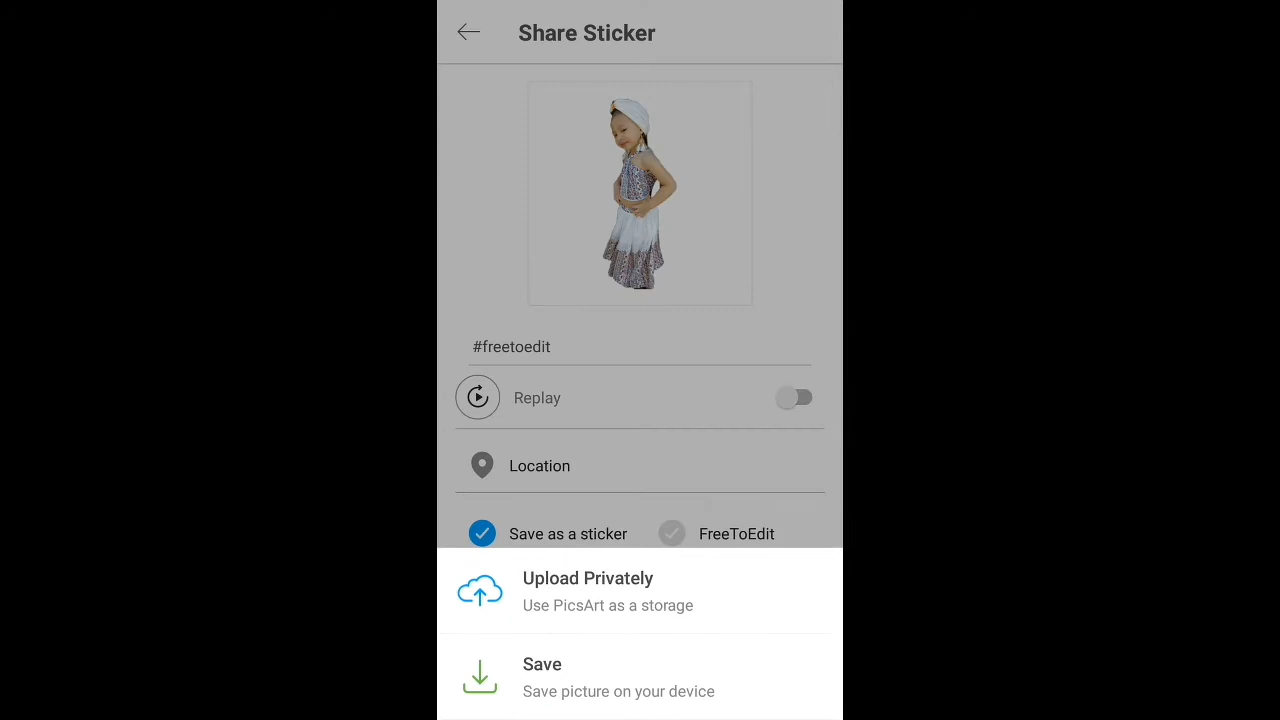 Share Sticker
#freetoedit
Replay
Location
Save as a sticker FreeToEdit
Upload Privately
Use PicsArt as a storage
Save
Save picture on your device